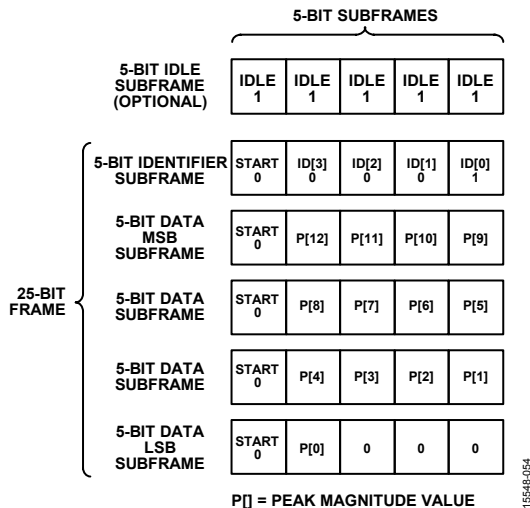 5-BIT SUBFRAMES
5-BIT IDLE
SUBFRAME
(OPTIONAL)
IDLE
1
IDLE
1
IDLE
1
IDLE
1
IDLE
1
25-BIT
FRAME
5-BIT IDENTIFIER
SUBFRAME
START
0
ID[3]
0
ID[2]
0
ID[1]
0
ID[0]
1
5-BIT DATA
MSB
SUBFRAME
START
0
P[12]
P[11]
P[10]
P[9]
5-BIT DATA
SUBFRAME
START
0
P[8]
P[7]
P[6]
P[5]
5-BIT DATA
SUBFRAME
START
0
P[4]
P[3]
P[2]
P[1]
5-BIT DATA
LSB
SUBFRAME
START
0
P[0]
0
0
0
P[] = PEAK MAGNITUDE VALUE
15548-054